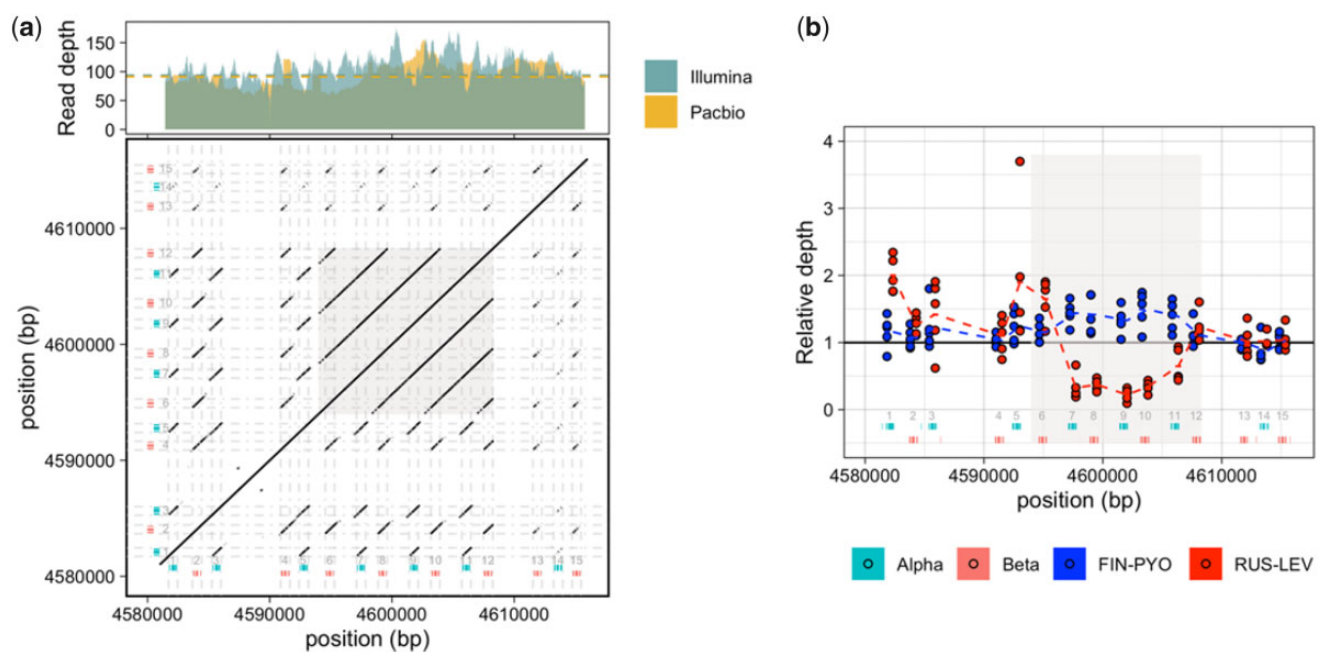 (a)
Read depth
150
100
50
0
Illumina
Pacbio
position (bp)
4610000
4600000
4590000
4580000
15
14
13
12
11
10
9
8
7
6
5
4
3
2
1
1 2 3 4 5 6 7 8 9 10 11 12 13 14 15
4580000 4590000 4600000 4610000
position (bp)
(b)
Relative depth
4
3
2
1
0
1 2 3 4 5 6 7 8 9 10 11 12 13 14 15
4580000 4590000 4600000 4610000
position (bp)
Alpha Beta FIN-PYO RUS-LEV